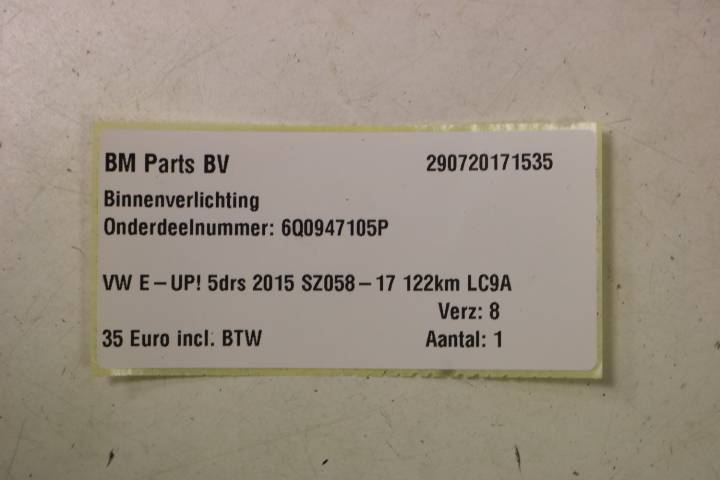 BM Parts BV 290720171535
Binnenverlichting
Onderdeelnummer: 6Q0947105P
VW E-UP! 5drs 2015 SZ058-17 122km LC9A
Verz: 8
35 Euro incl. BTW Aantal: 1